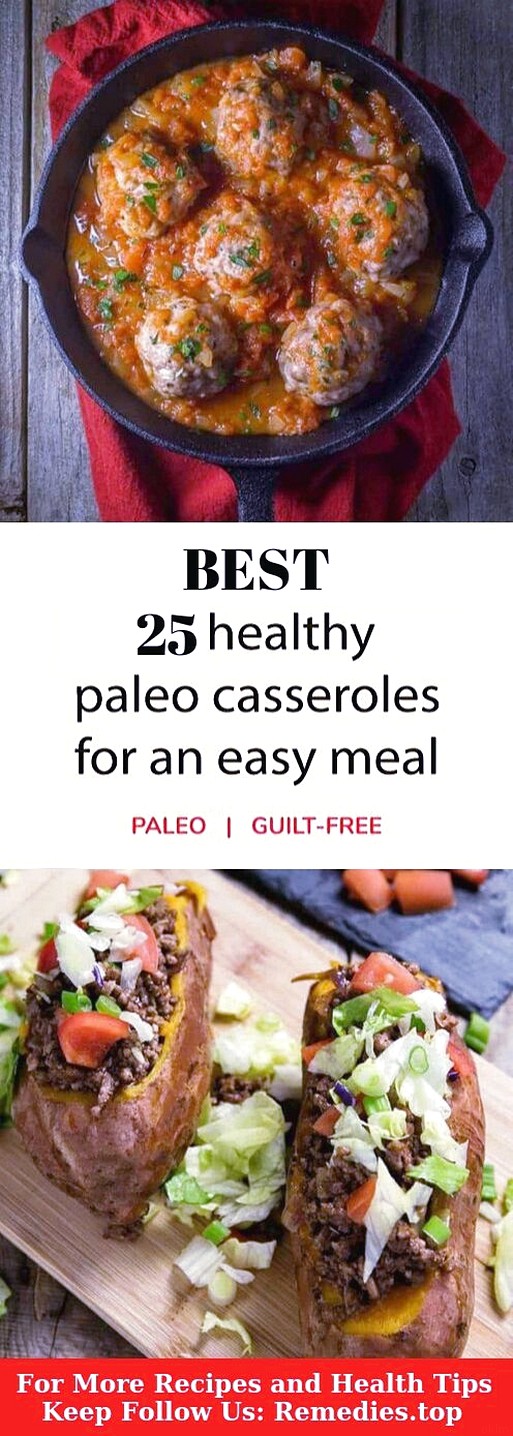 BEST
25 healthy
paleo casseroles
for an easy meal
PALEO | GUILT-FREE
For More Recipes and Health Tips
Keep Follow Us: Remedies.top